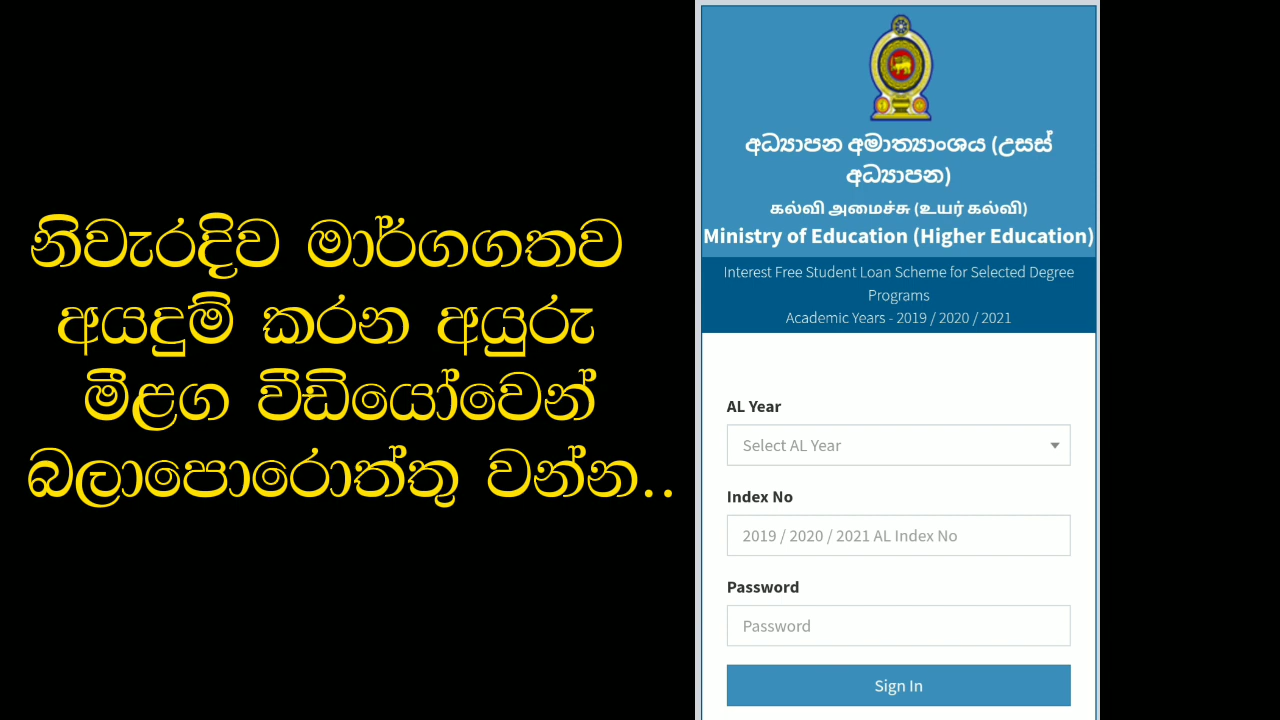 නිවැරදිව මාර්ගගතව
අයදුම් කරන අයුරු
මීළඟ වීඩියෝවෙන්
බලාපොරොත්තු වන්න..
අධ්‍යාපන අමාත්‍යාංශය (උසස්
අධ්‍යාපන)
கல்வி அமைச்சு (உயர் கல்வி)
Ministry of Education (Higher Education)
Interest Free Student Loan Scheme for Selected Degree
Programs
Academic Years - 2019 / 2020 / 2021
AL Year
Select AL Year
Index No
2019 / 2020 / 2021 AL Index No
Password
Password
Sign In